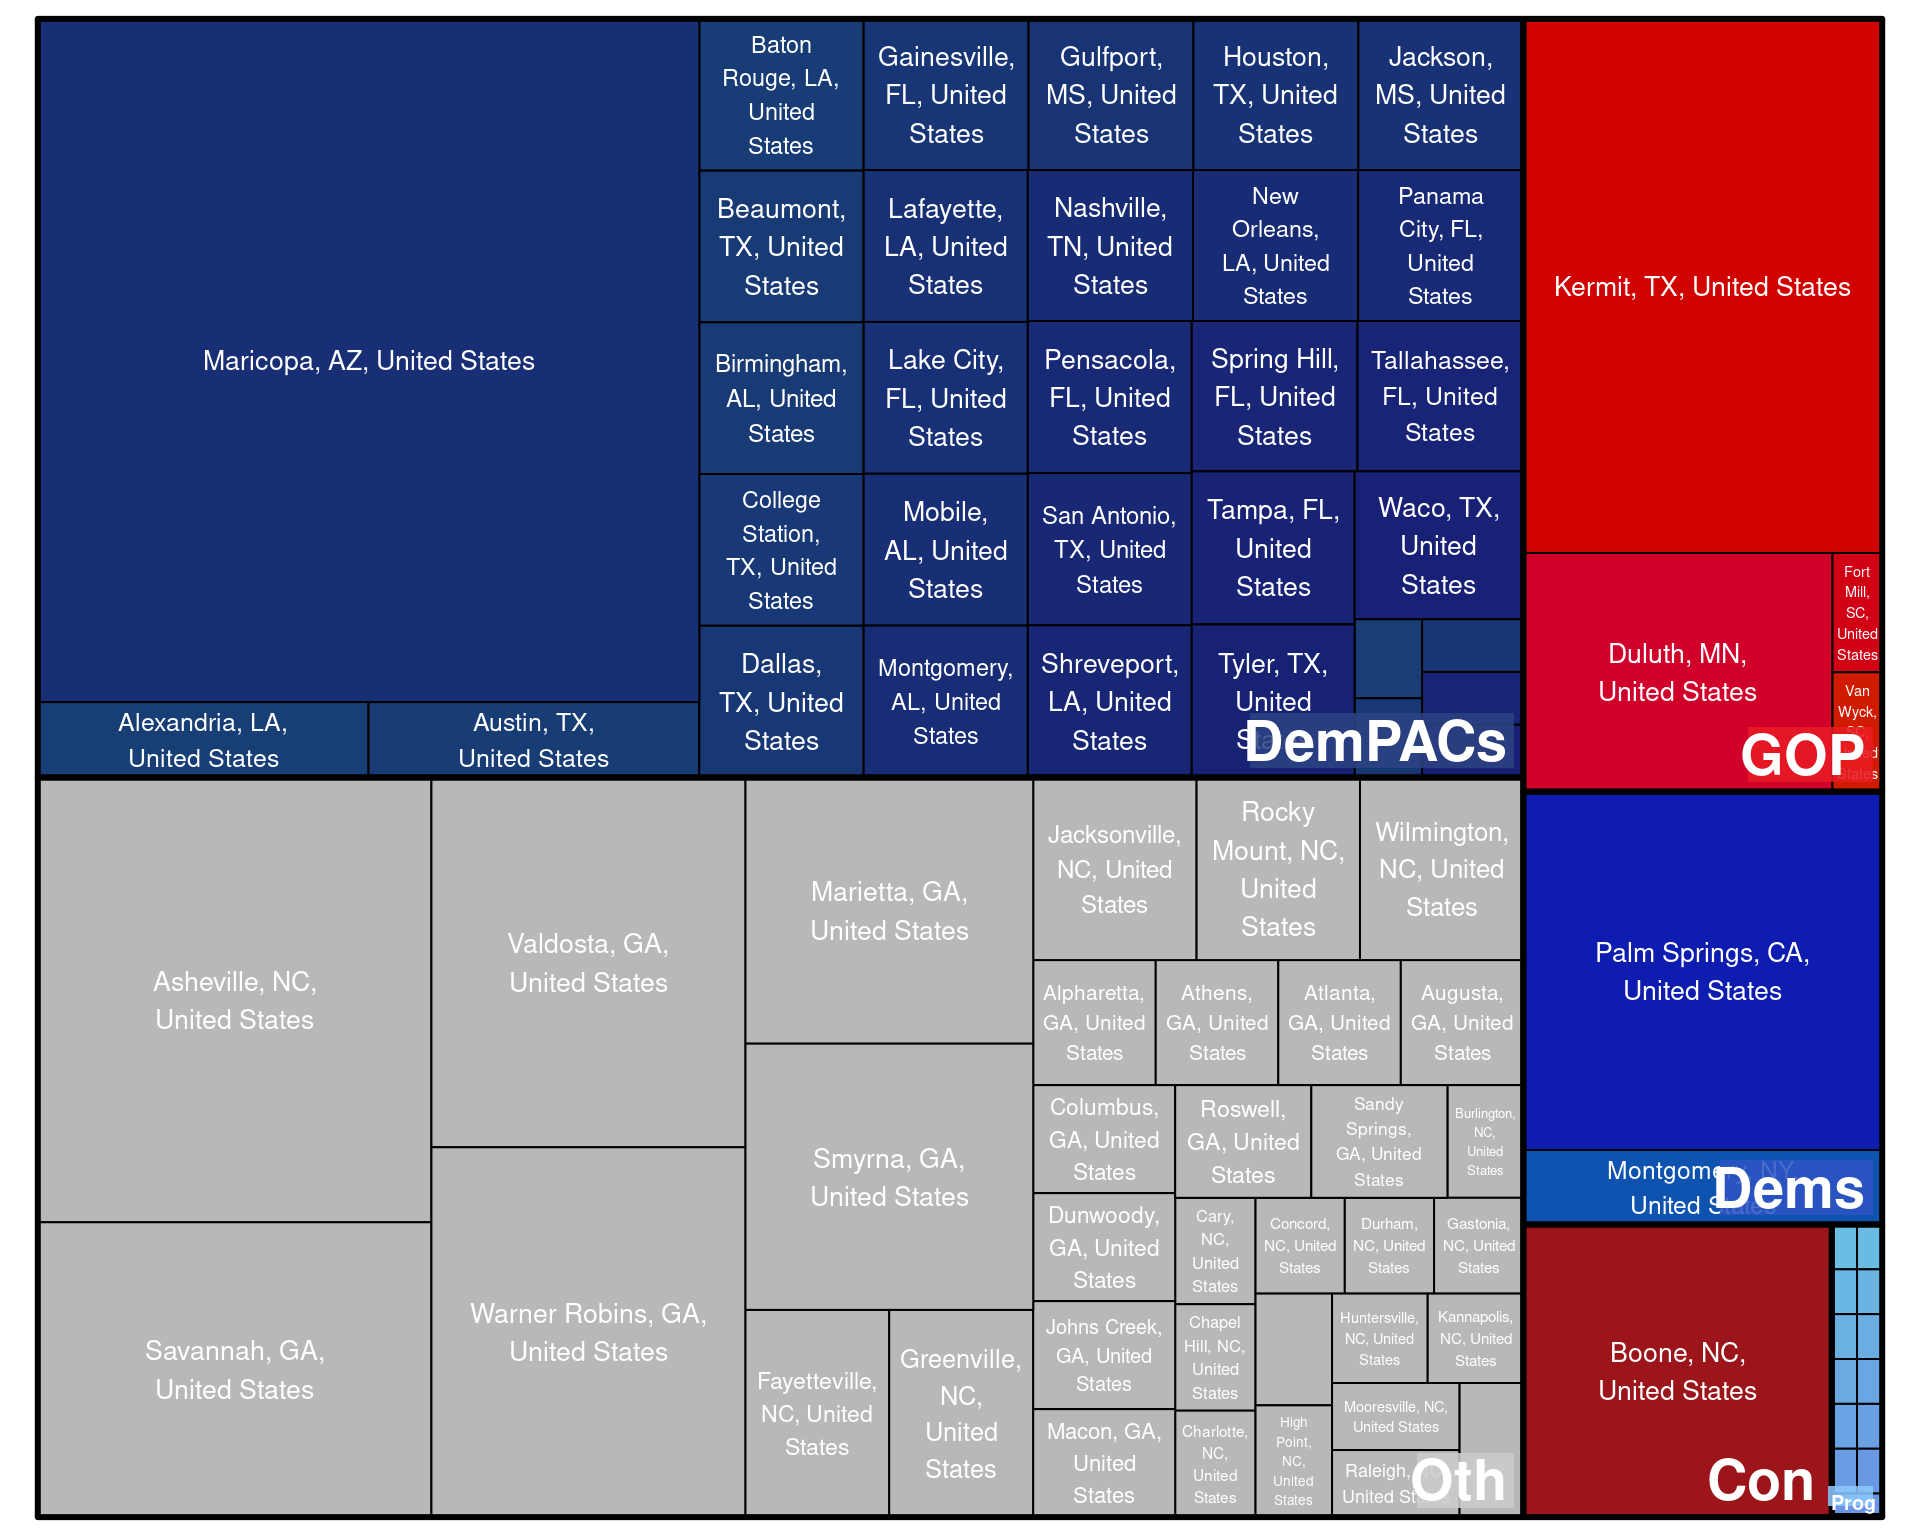 Maricopa, AZ, United States
Alexandria, LA,
United States
Austin, TX,
United States
Baton
Rouge, LA,
United
States
Beaumont,
TX, United
States
Birmingham,
AL, United
States
College
Station,
TX, United
States
Dallas,
TX, United
States
Gainesville,
FL, United
States
Lafayette,
LA, United
States
Lake City,
FL, United
States
Mobile,
AL, United
States
Montgomery,
AL, United
States
Gulfport,
MS, United
States
Nashville,
TN, United
States
Pensacola,
FL, United
States
San Antonio,
TX, United
States
Shreveport,
LA, United
States
Houston,
TX, United
States
New
Orleans,
LA, United
States
Spring Hill,
FL, United
States
Tampa, FL,
United
States
Tyler, TX,
United
Jackson,
MS, United
States
Panama
City, FL,
United
States
Tallahassee,
FL, United
States
Waco, TX,
United
States
DemPACs
Kermit, TX, United States
Duluth, MN,
United States
Fort
Mill,
SC,
United
States
Van
Wyck,
SC,
States
GOP
Asheville, NC,
United States
Savannah, GA,
United States
Valdosta, GA,
United States
Warner Robins, GA,
United States
Marietta, GA,
United States
Smyrna, GA,
United States
Fayetteville,
NC, United
States
Greenville,
NC,
United
States
Jacksonville,
NC, United
States
Rocky
Mount, NC,
United
States
Wilmington,
NC, United
States
Alpharetta,
GA, United
States
Athens,
GA, United
States
Atlanta,
GA, United
States
Augusta,
GA, United
States
Columbus,
GA, United
States
Dunwoody,
GA, United
States
Johns Creek,
GA, United
States
Macon, GA,
United
States
Roswell,
GA, United
States
Sandy
Springs,
GA, United
States
Burlington,
NC,
United
States
Cary,
NC,
United
States
Chapel
Hill, NC,
United
States
Charlotte,
NC,
United
States
Concord,
NC, United
States
Durham,
NC, United
States
Gastonia,
NC, United
States
High
Point,
NC,
United
States
Huntersville,
NC, United
States
Kannapolis,
NC, United
States
Mooresville, NC,
United States
Raleigh,
United
Oth
Palm Springs, CA,
United States
Montgomery, NY
United States
Dems
Boone, NC,
United States
Con
Prog